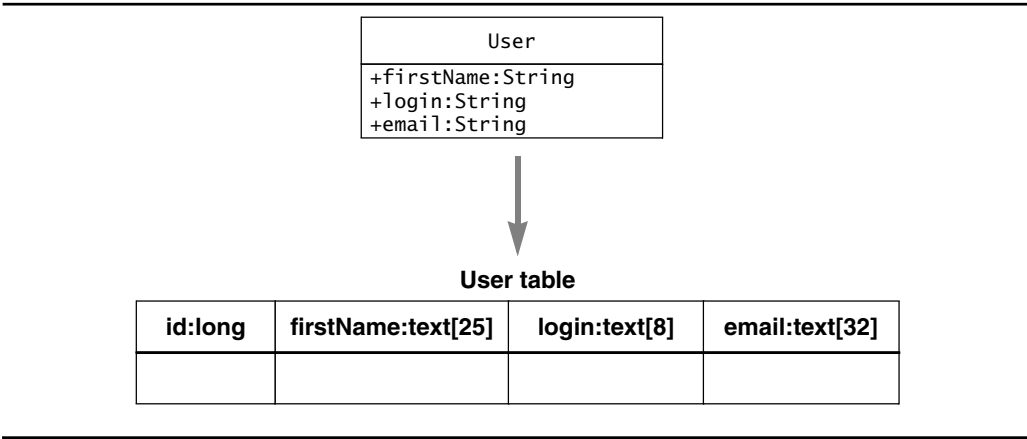 User
+firstName:String
+login:String
+email:String
User table
id:long firstName:text[25] login:text[8] email:text[32]